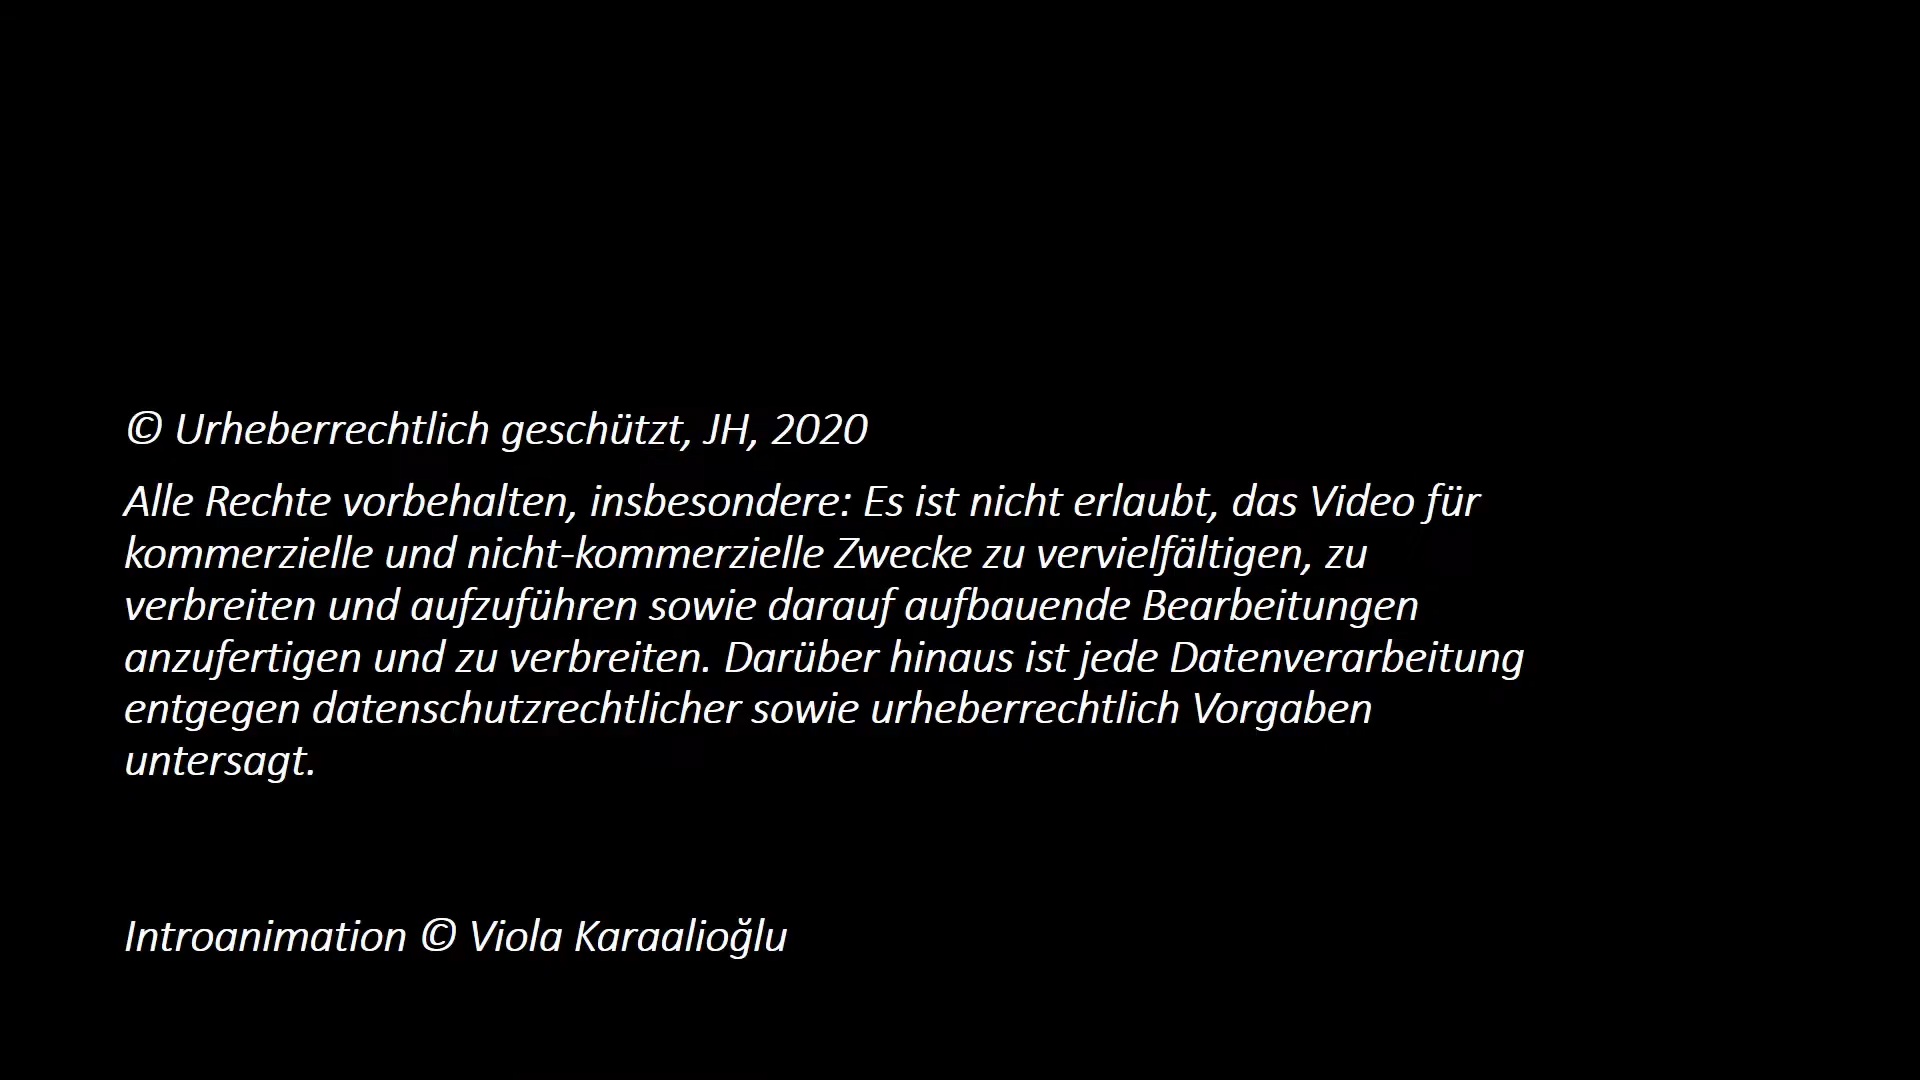 © Urheberrechtlich geschützt, JH, 2020
Alle Rechte vorbehalten, insbesondere: Es ist nicht erlaubt, das Video für
kommerzielle und nicht-kommerzielle Zwecke zu vervielfältigen, zu
verbreiten und aufzuführen sowie darauf aufbauende Bearbeitungen
anzufertigen und zu verbreiten. Darüber hinaus ist jede Datenverarbeitung
entgegen datenschutzrechtlicher sowie urheberrechtlich Vorgaben
untersagt.
Introanimation © Viola Karaalioğlu